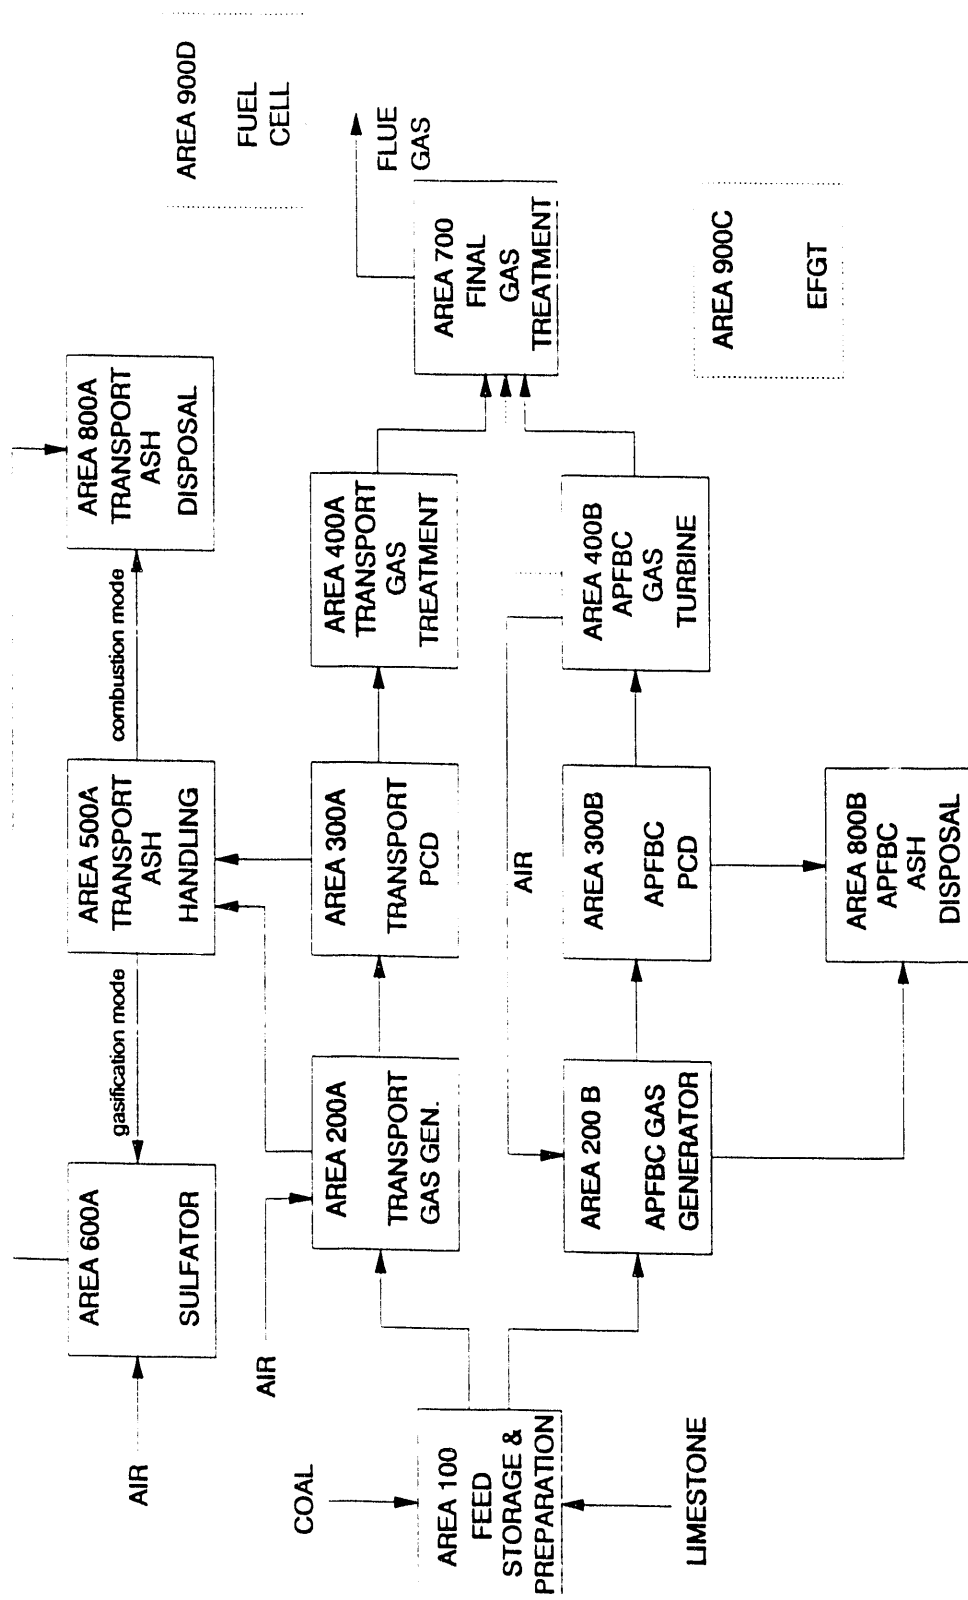 AREA 600A
SULFATOR
AIR
gasification mode
AREA 500A
TRANSPORT
ASH
HANDLING
combustion mode
AREA 800A
TRANSPORT
ASH
DISPOSAL
AREA 900D
FUEL
CELL
AIR
COAL
AREA 200A
TRANSPORT
GAS GEN.
AREA 300A
TRANSPORT
PCD
AREA 400A
TRANSPORT
GAS
TREATMENT
FLUE
GAS
AREA 100
FEED
STORAGE &
PREPARATION
AREA 700
FINAL
GAS
TREATMENT
AIR
AREA 200 B
APFBC GAS
GENERATOR
AREA 300B
APFBC
PCD
AREA 400B
APFBC
GAS
TURBINE
LIMESTONE
AREA 900C
EFGT
AREA 800B
APFBC
ASH
DISPOSAL